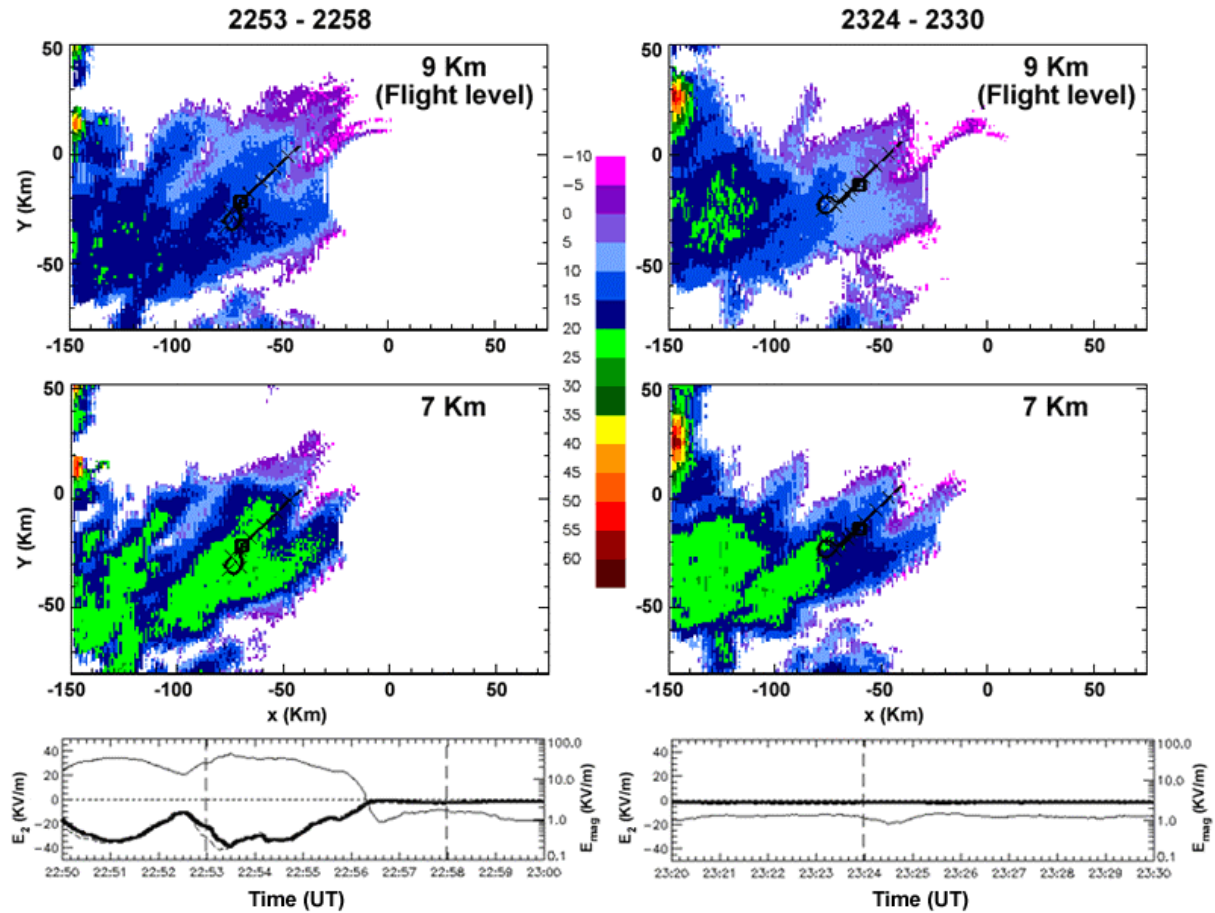 2253 - 2258
2324 - 2330
50
0
-50
Y (Km)
9 Km
(Flight level)
-150 -100 -50 0 50
50
0
-50
Y (Km)
9 Km
(Flight level)
-150 -100 -50 0 50
-10
-5
0
5
10
15
20
25
30
35
40
45
50
55
60
50
0
-50
Y (Km)
7 Km
-150 -100 -50 0 50
x (Km)
50
0
-50
7 Km
-150 -100 -50 0 50
x (Km)
40
20
0
-20
-40
E2 (KV/m)
100.0
10.0
1.0
0.1
Emag (KV/m)
22:50 22:51 22:52 22:53 22:54 22:55 22:56 22:57 22:58 22:59 23:00
Time (UT)
40
20
0
-20
-40
E2 (KV/m)
100.0
10.0
1.0
0.1
Emag (KV/m)
23:20 23:21 23:22 23:23 23:24 23:25 23:26 23:27 23:28 23:29 23:30
Time (UT)